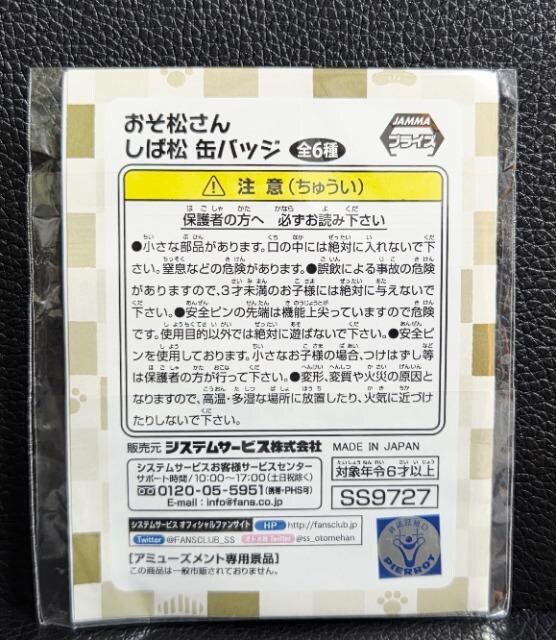 おそ松さん
しば松 缶バッジ 全6種
JAMMA
プライズ
⚠ 注意(ちゅうい)
保護者の方へ 必ずお読み下さい
●小さな部品があります。口の中には絶対に入れないで下
さい。窒息などの危険があります。●誤飲による事故の危険
がありますので、3才未満のお子様には絶対に与えないで
下さい。●安全ピンの先端は機能上尖っていますので危険
です。使用目的以外では絶対に遊ばないで下さい。●安全ピ
ンを使用しております。小さなお子様の場合、つけはずし等
は保護者の方が行って下さい。●変形、変質や火災の原因と
なりますので、高温・多湿な場所に放置したり、火気に近づけ
たりしないで下さい。
販売元 システムサービス株式会社 MADE IN JAPAN
システムサービスお客様サービスセンター
サポート時間/10:00〜17:00(土日祝除く)
0120-05-5951(携帯・PHS可)
E-mail : info@fans.co.jp
対象年令6才以上
SS9727
システムサービス オフィシャルファンサイト HP http://fansclub.jp
Twitter @FANSCLUB_SS オトメ館 Twitter @ss_otomehan
[アミューズメント専用景品]
この商品は一般市販されておりません。
PIERROT